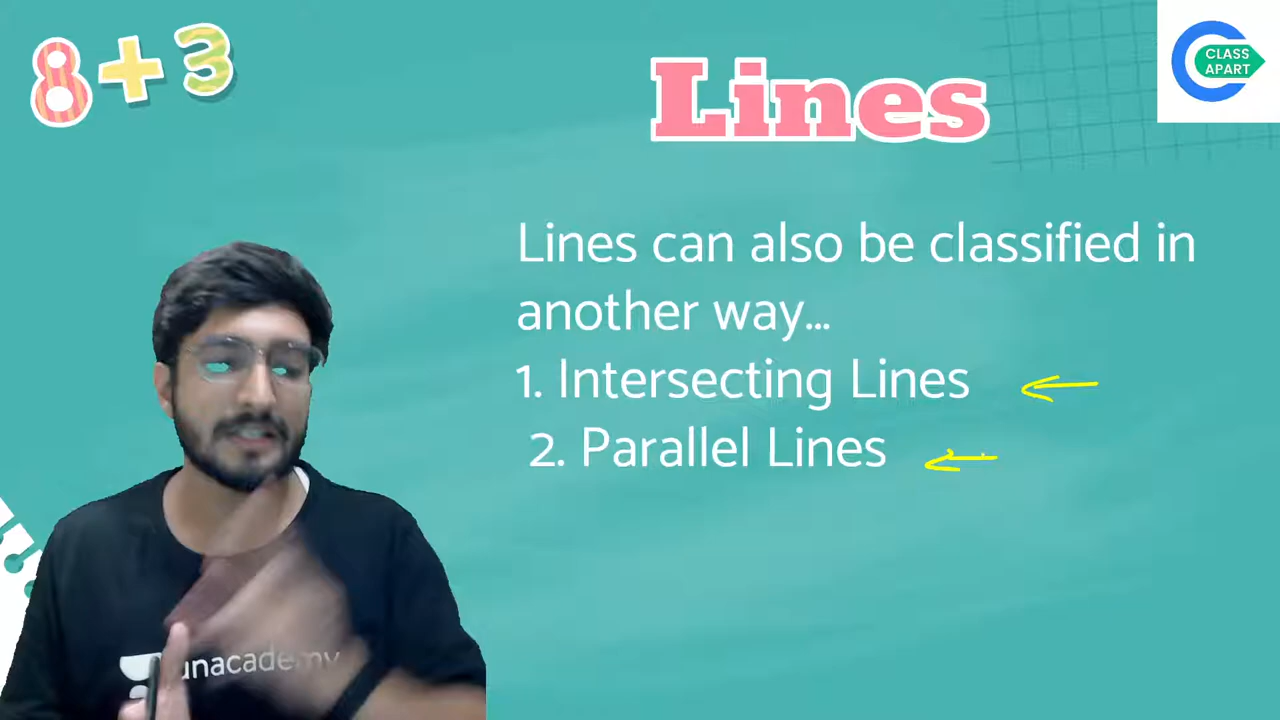 8+3
Lines
CLASS
APART
Lines can also be classified in
another way...
1. Intersecting Lines
2. Parallel Lines
unacademy